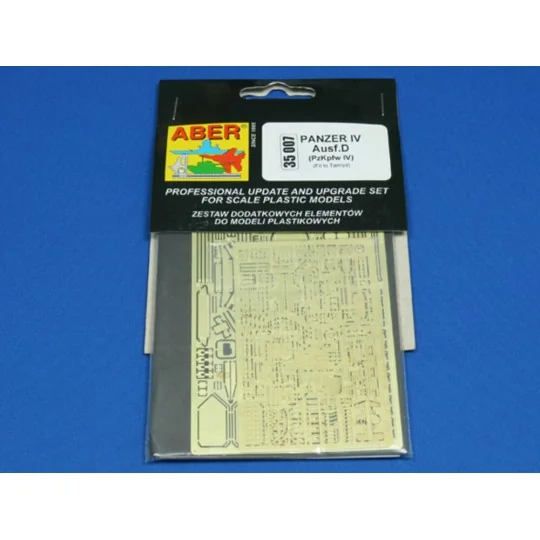 ABER
SINCE 1995
35 007
PANZER IV
Ausf.D
(PzKpfw IV)
(Fit to Tamiya)
PROFESSIONAL UPDATE AND UPGRADE SET
FOR SCALE PLASTIC MODELS
ZESTAW DODATKOWYCH ELEMENTÓW
DO MODELI PLASTIKOWYCH